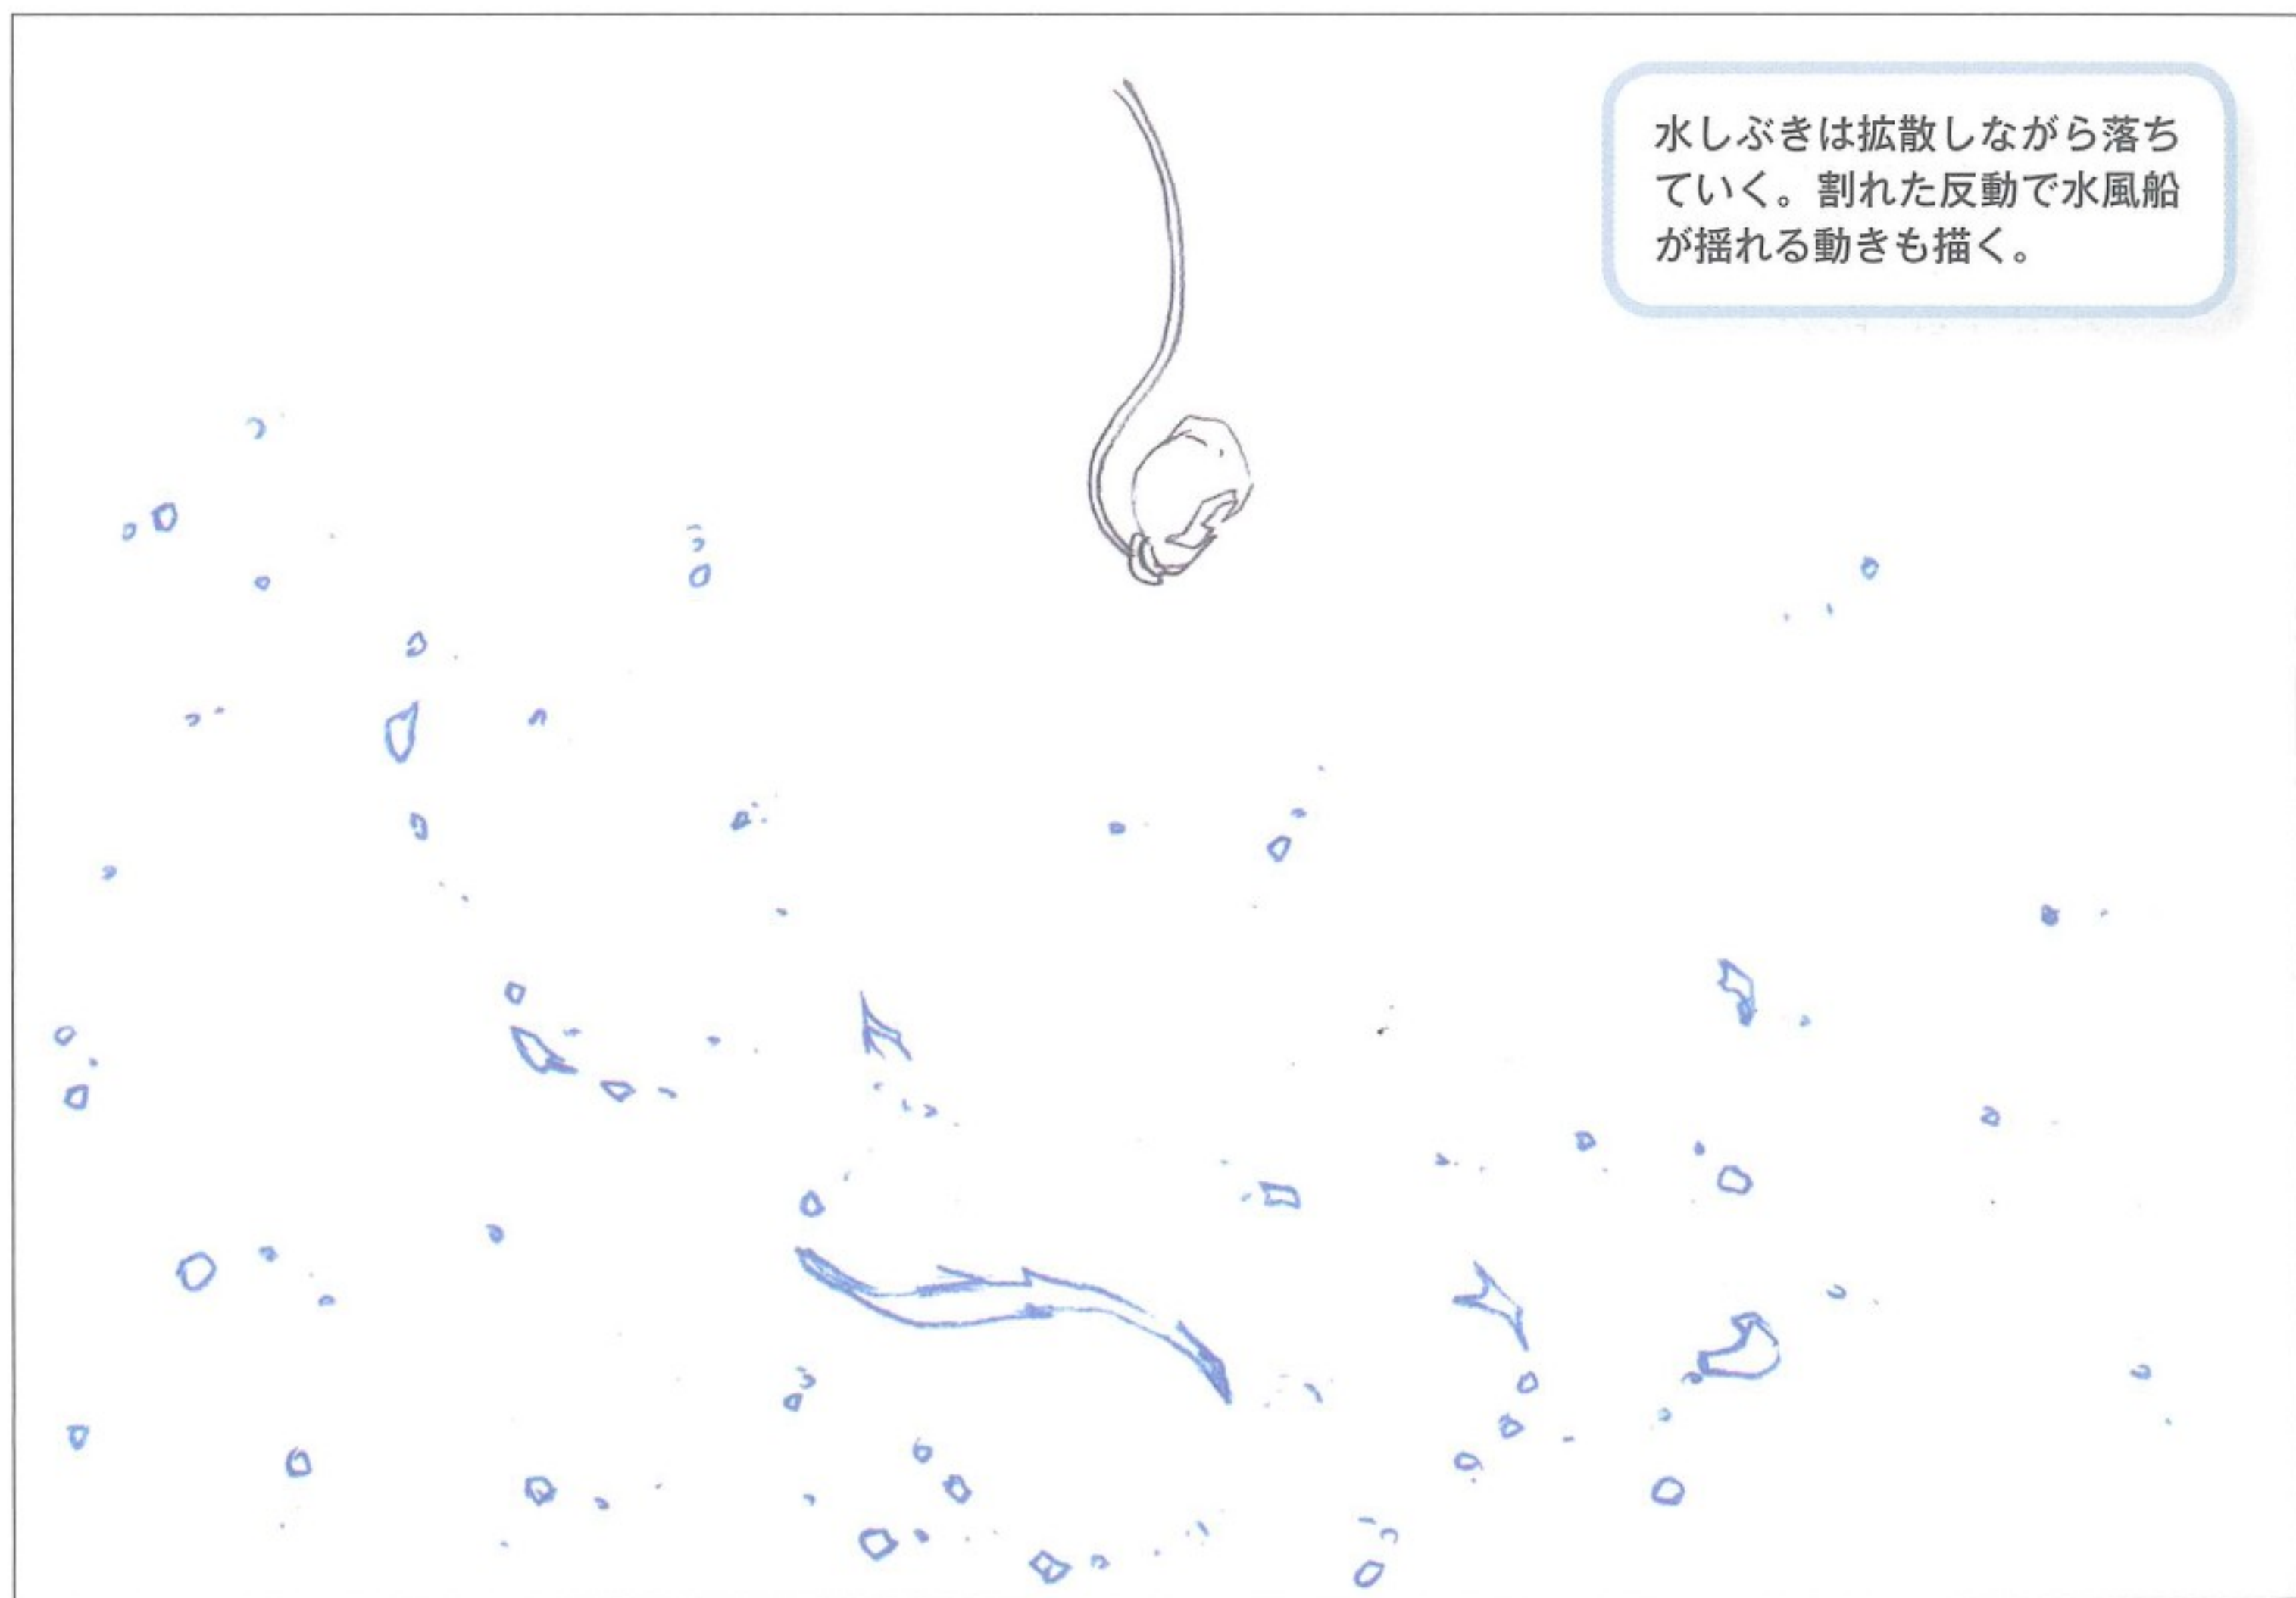 水しぶきは拡散しながら落ち
ていく。割れた反動で水風船
が揺れる動きも描く。